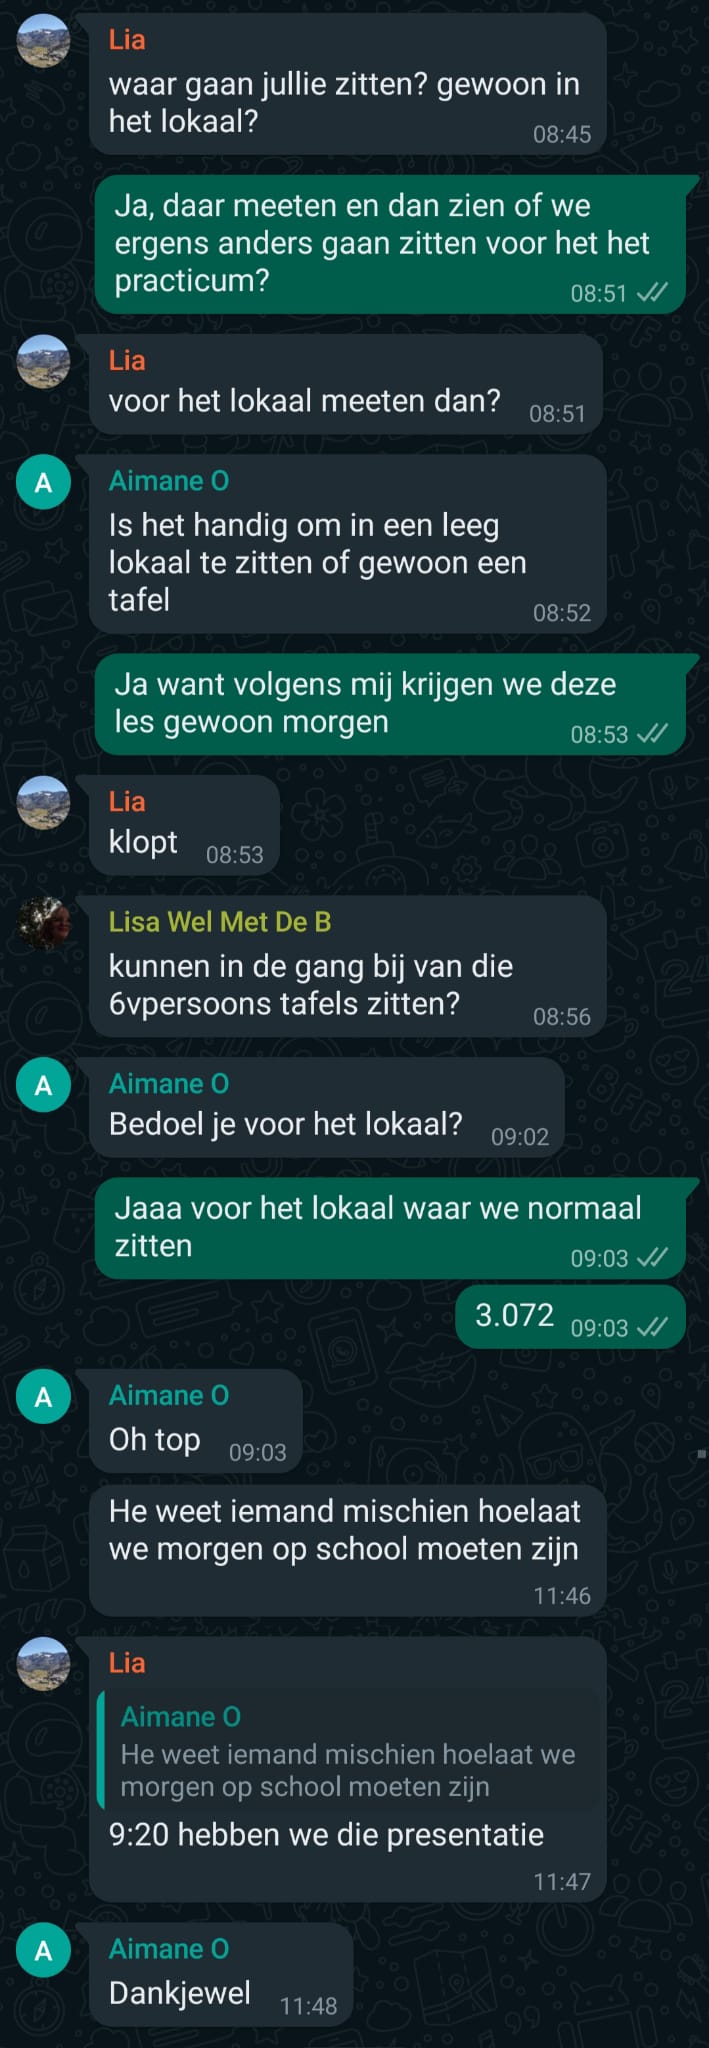 Lia
waar gaan jullie zitten? gewoon in
het lokaal?
08:45
Ja, daar meeten en dan zien of we
ergens anders gaan zitten voor het het
practicum?
08:51
Lia
voor het lokaal meeten dan?
08:51
A
Aimane O
Is het handig om in een leeg
lokaal te zitten of gewoon een
tafel
08:52
Ja want volgens mij krijgen we deze
les gewoon morgen
08:53
Lia
klopt
08:53
Lisa Wel Met De B
kunnen in de gang bij van die
6vpersoons tafels zitten?
08:56
A
Aimane O
Bedoel je voor het lokaal?
09:02
Jaaa voor het lokaal waar we normaal
zitten
09:03
3.072
09:03
A
Aimane O
Oh top
09:03
He weet iemand mischien hoelaat
we morgen op school moeten zijn
11:46
Lia
Aimane O
He weet iemand mischien hoelaat we
morgen op school moeten zijn
9:20 hebben we die presentatie
11:47
A
Aimane O
Dankjewel
11:48